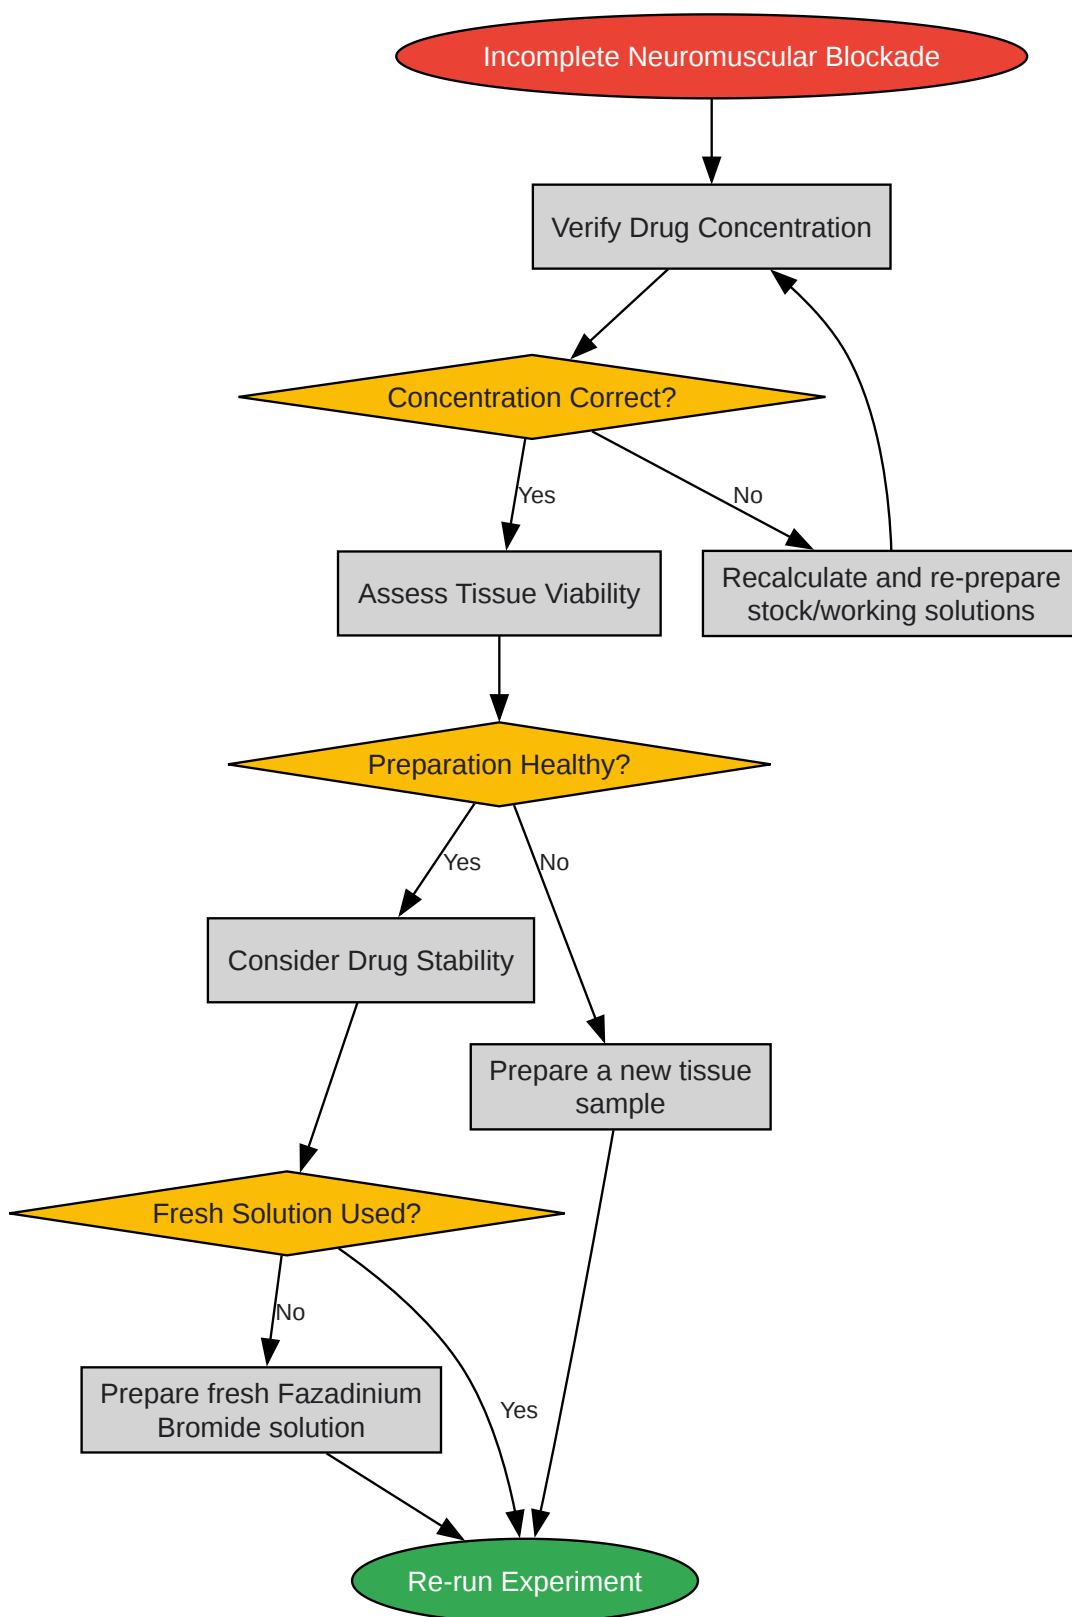 Incomplete Neuromuscular Blockade
Verify Drug Concentration
Concentration Correct?
Yes
No
Assess Tissue Viability
Recalculate and re-prepare
stock/working solutions
Preparation Healthy?
Yes
No
Consider Drug Stability
Prepare a new tissue
sample
Fresh Solution Used?
No
Prepare fresh Fazadinium
Bromide solution
Yes
Re-run Experiment